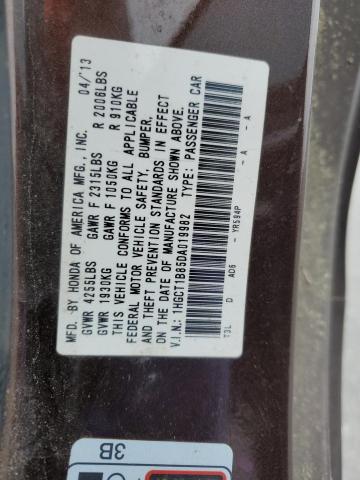 MFD. BY HONDA OF AMERICA MFG., INC. 04/13
GVWR 4255LBS GAWR F 2315LBS R 2006LBS
GVWR 1930KG GAWR F 1050KG R 910KG
THIS VEHICLE CONFORMS TO ALL APPLICABLE
FEDERAL MOTOR VEHICLE SAFETY, BUMPER,
AND THEFT PREVENTION STANDARDS IN EFFECT
ON THE DATE OF MANUFACTURE SHOWN ABOVE.
V.I.N.: 1HGCT1B85DA019982 TYPE: PASSENGER CAR
T3L D AD6 - YR594P - A - A
3B